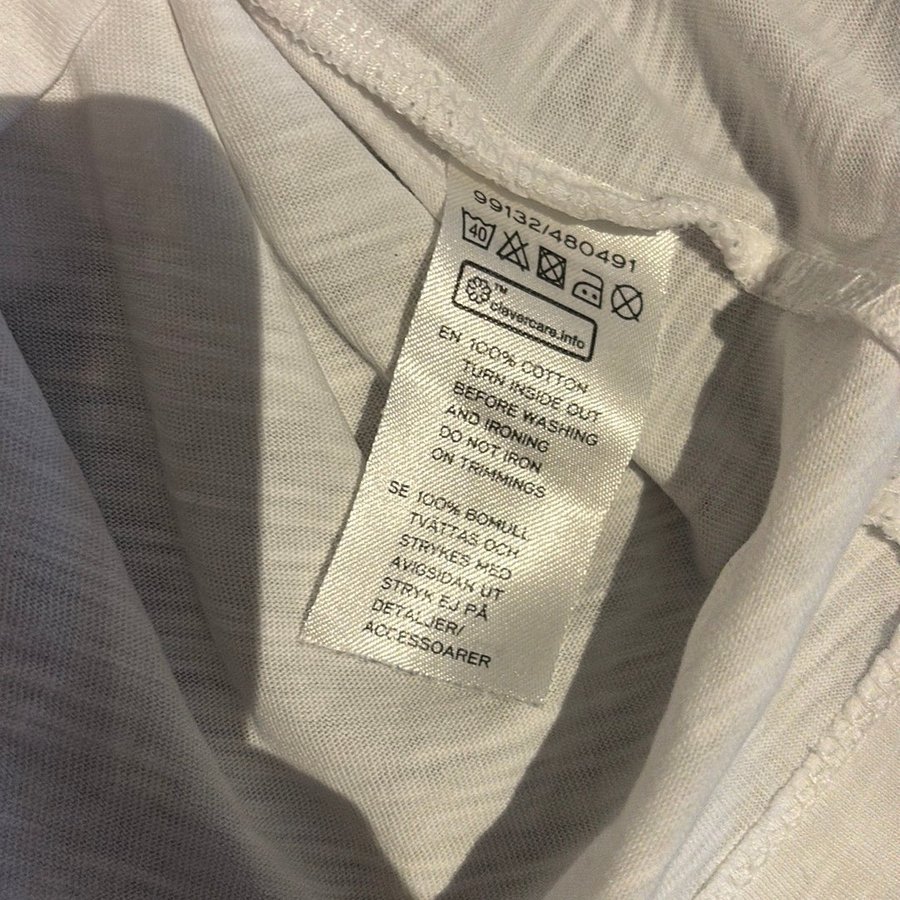 99132/480491
40
clevercare.info™
EN 100% COTTON
TURN INSIDE OUT
BEFORE WASHING
AND IRONING
DO NOT IRON
ON TRIMMINGS
SE 100% BOMULL
TVÄTTAS OCH
STRYKES MED
AVIGSIDAN UT
STRYK EJ PÅ
DETALJER/
ACCESSOARER